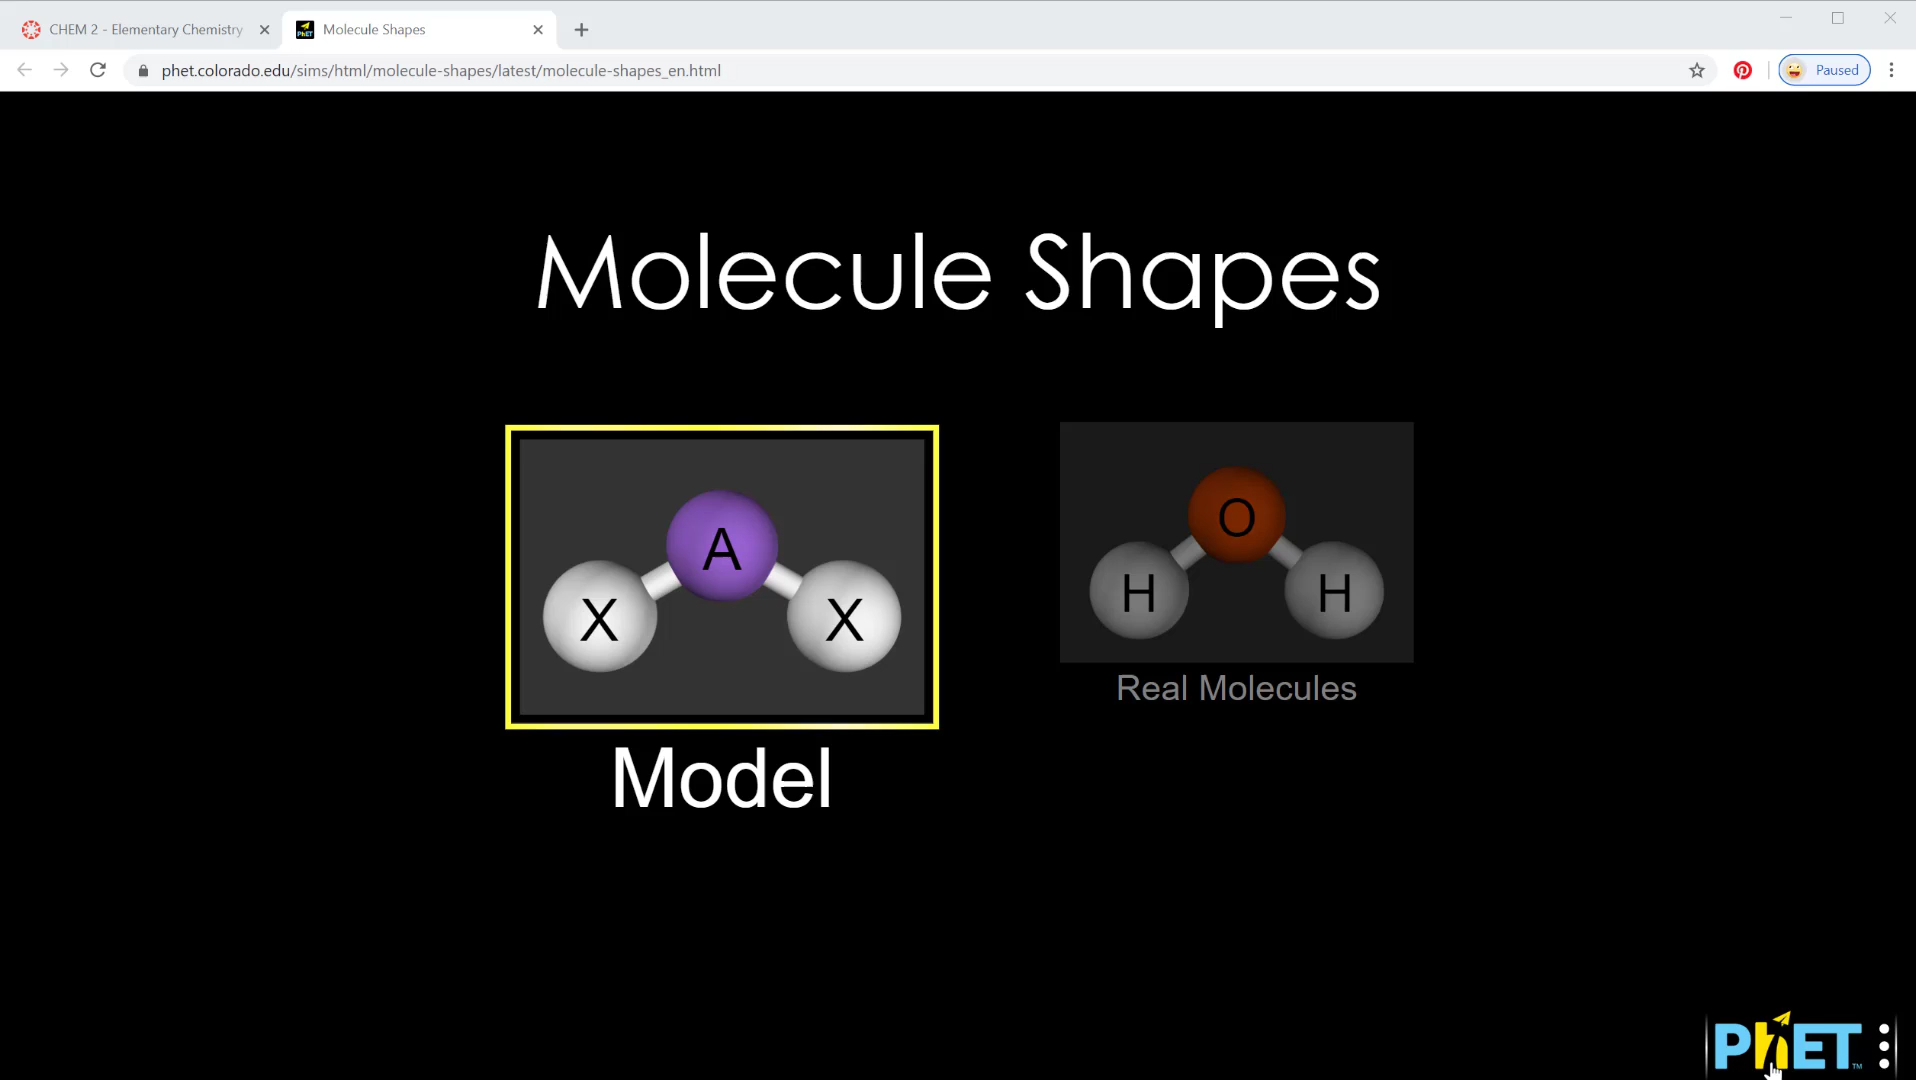 CHEM 2 - Elementary Chemistry
Molecule Shapes
phet.colorado.edu/sims/html/molecule-shapes/latest/molecule-shapes_en.html
Paused
Molecule Shapes
A
X X
Model
O
H H
Real Molecules
PhET™